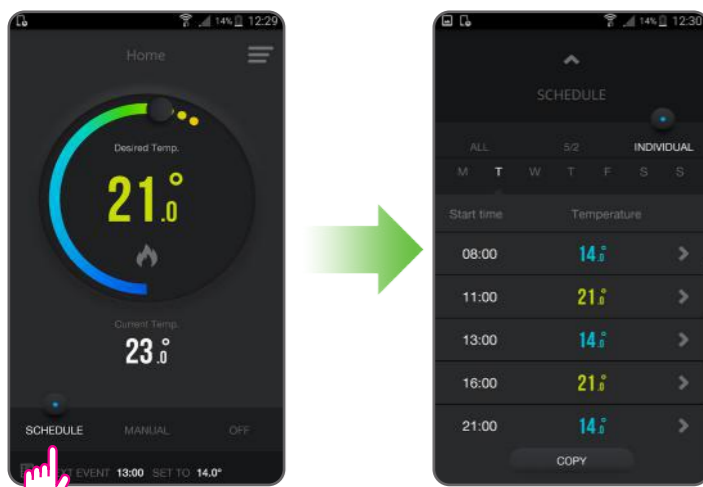 14% 12:29
Home
Desired Temp.
21.0°
Current Temp.
23.0°
SCHEDULE MANUAL OFF
EVENT 13:00 SET TO 14.0°
14% 12:30
SCHEDULE
ALL 5/2 INDIVIDUAL
M T W T F S S
Start time Temperature
08:00 14.0°
11:00 21.0°
13:00 14.0°
16:00 21.0°
21:00 14.0°
COPY